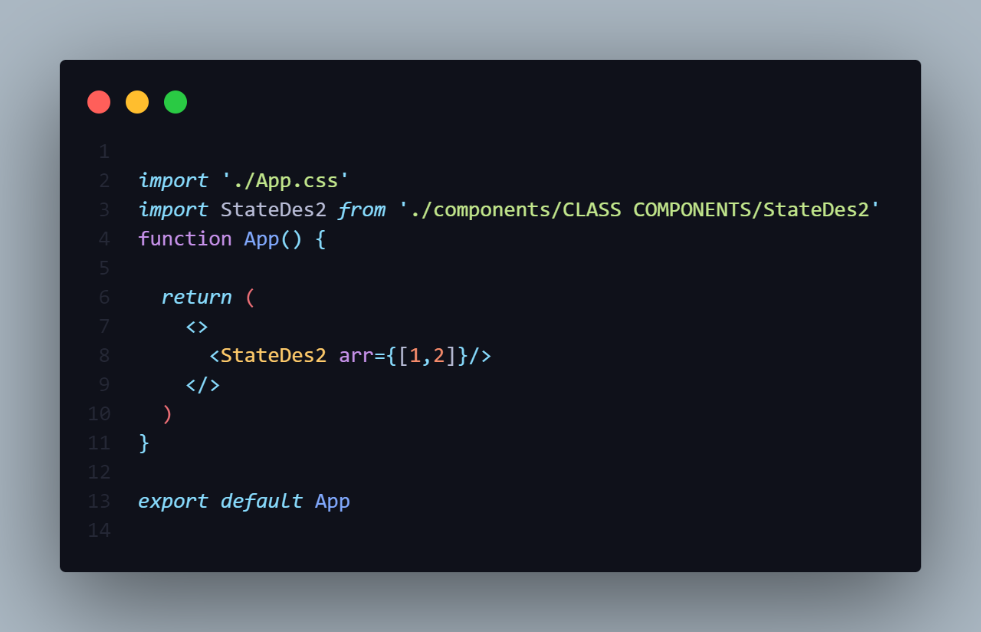 1
2 import './App.css'
3 import StateDes2 from './components/CLASS COMPONENTS/StateDes2'
4 function App() {
5
6   return (
7     <>
8       <StateDes2 arr={[1,2]}/>
9     </>
10   )
11 }
12
13 export default App
14